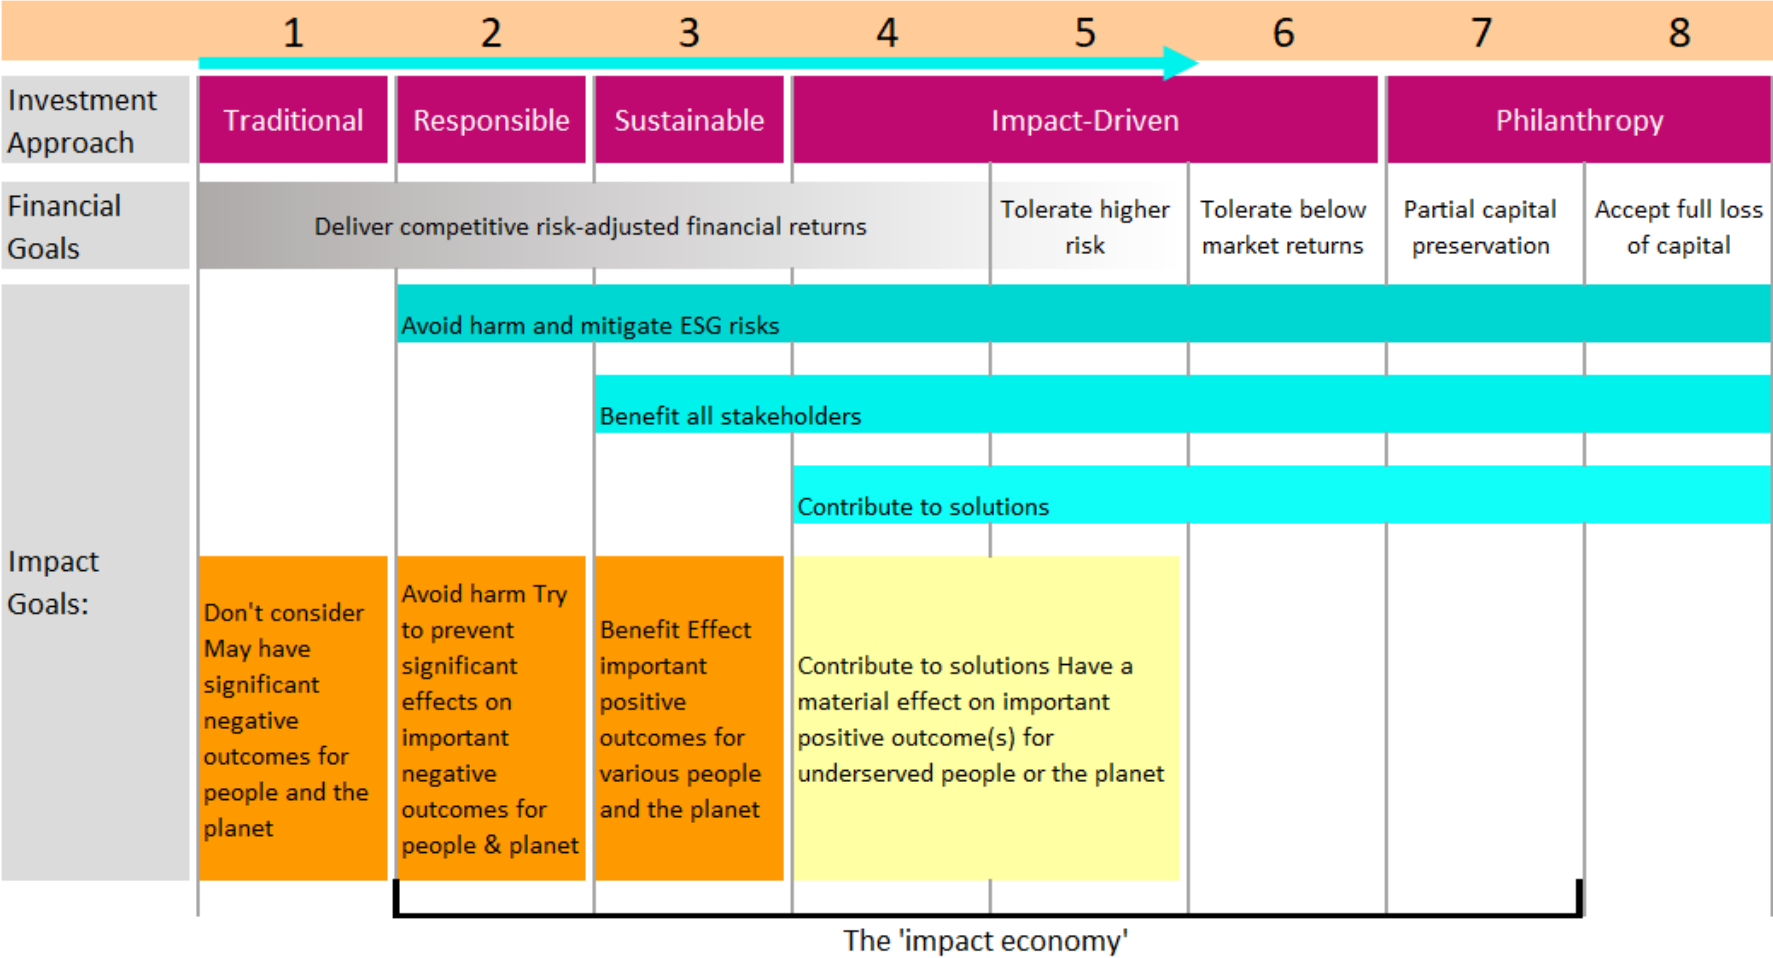 1 2 3 4 5 6 7 8
Investment
Approach
Traditional
Responsible
Sustainable
Impact-Driven
Philanthropy
Financial
Goals
Deliver competitive risk-adjusted financial returns
Tolerate higher
risk
Tolerate below
market returns
Partial capital
preservation
Accept full loss
of capital
Impact
Goals:
Avoid harm and mitigate ESG risks
Benefit all stakeholders
Contribute to solutions
Don't consider
May have
significant
negative
outcomes for
people and the
planet
Avoid harm Try
to prevent
significant
effects on
important
negative
outcomes for
people & planet
Benefit Effect
important
positive
outcomes for
various people
and the planet
Contribute to solutions Have a
material effect on important
positive outcome(s) for
underserved people or the planet
The 'impact economy'